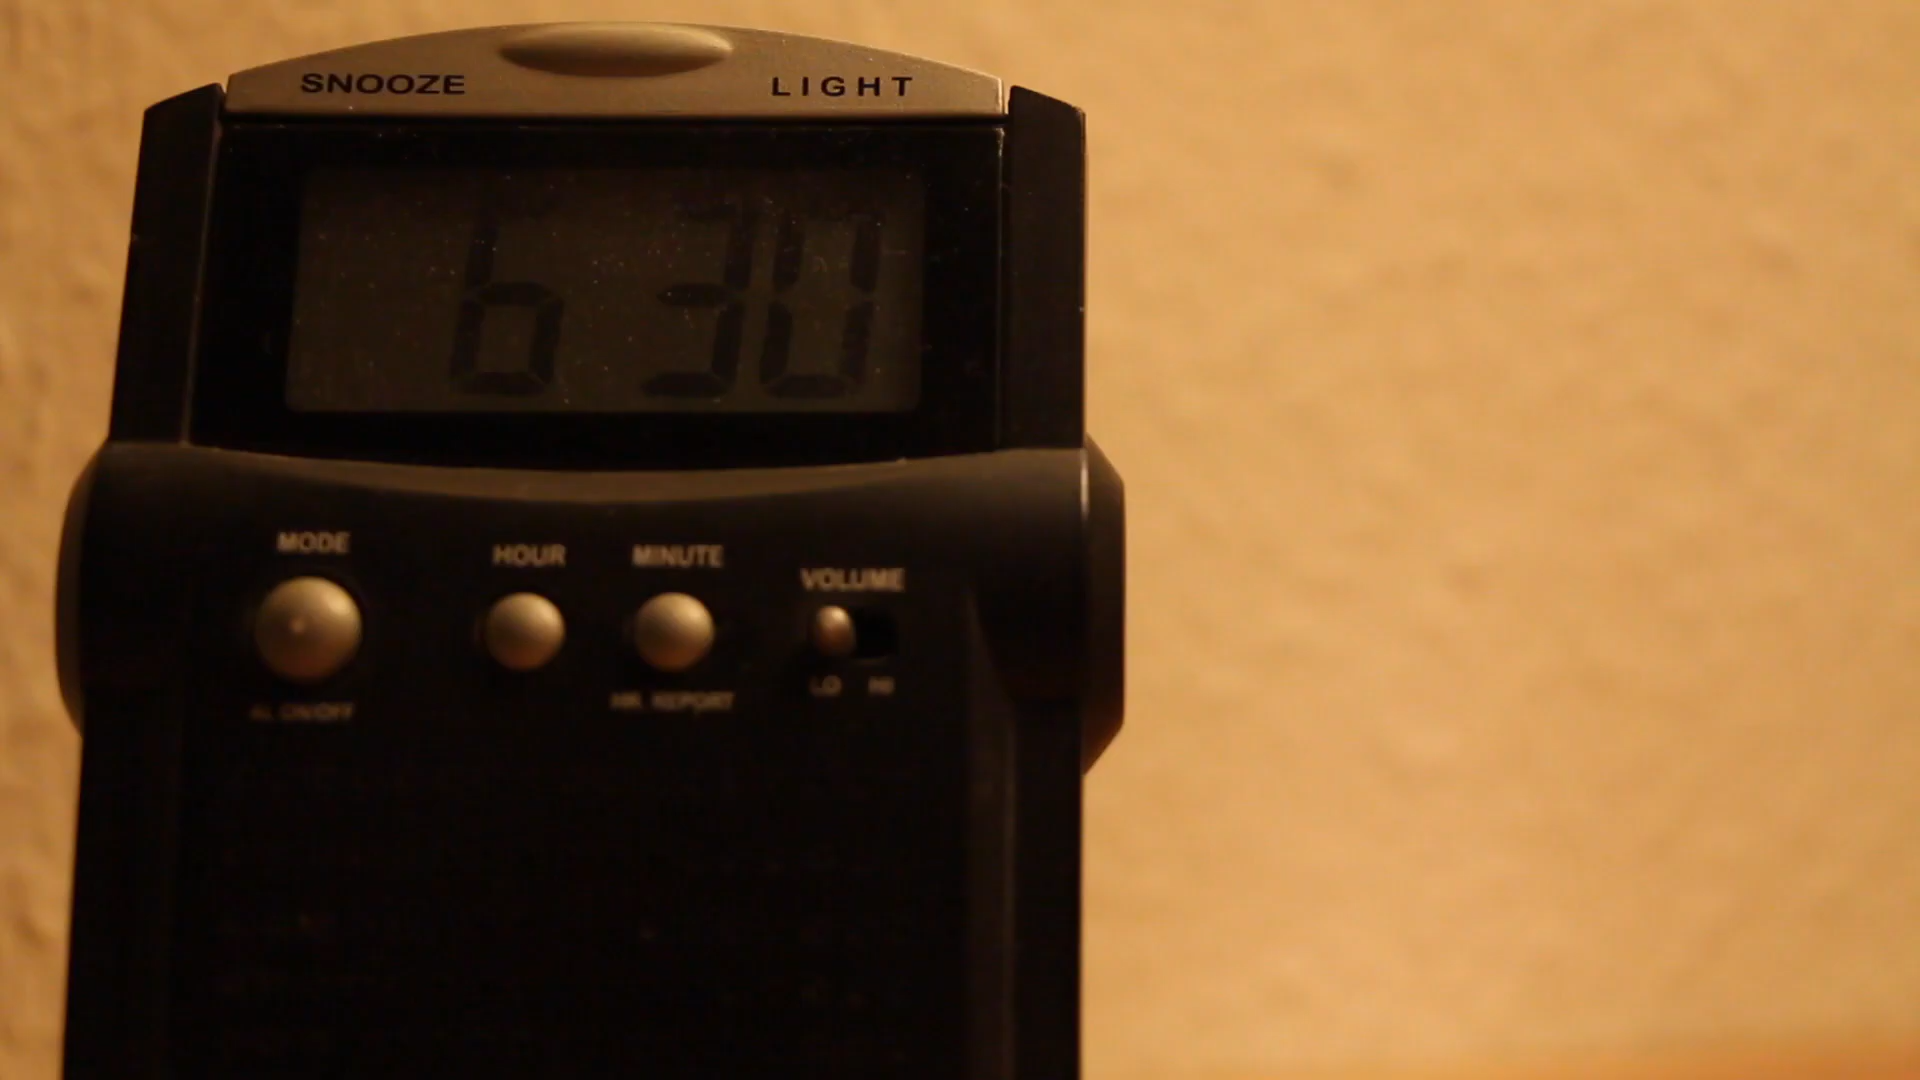 SNOOZE LIGHT
6 30
MODE HOUR MINUTE VOLUME
LO HI
AL ON/OFF HR. REPORT